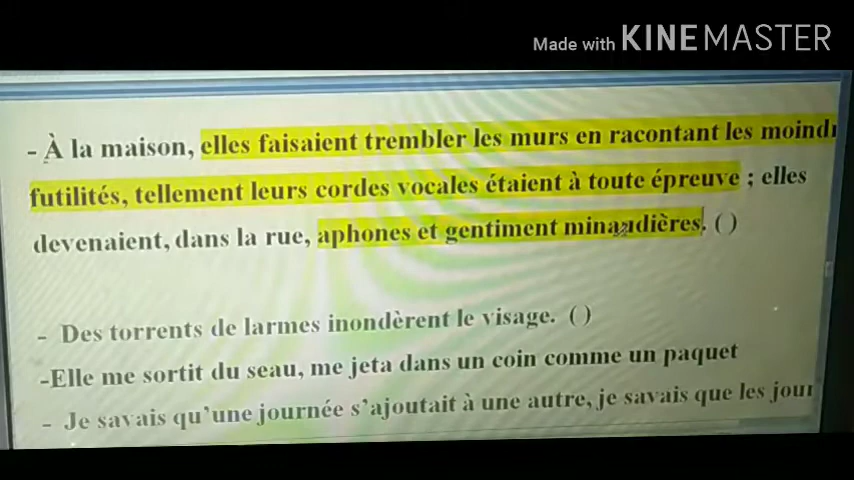 Made with KINEMASTER
- À la maison, elles faisaient trembler les murs en racontant les
futilités, tellement leurs cordes vocales étaient à toute épreuve ; elles
devenaient, dans la rue, aphones et gentiment minaudières. ( )
- Des torrents de larmes inondèrent le visage. ( )
-Elle me sortit du seau, me jeta dans un coin comme un paquet
- Je savais qu’une journée s’ajoutait à une autre, je savais que les